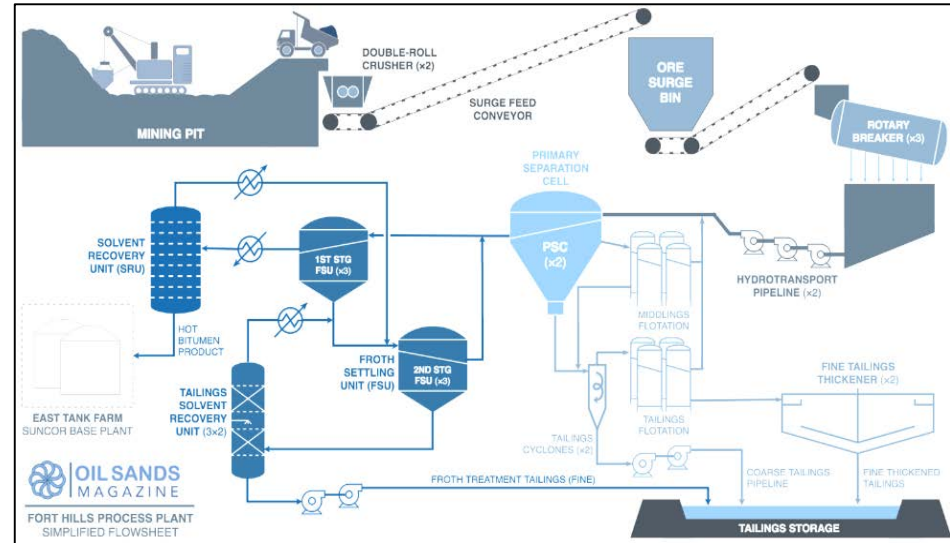 DOUBLE-ROLL
CRUSHER (×2)
SURGE FEED
CONVEYOR
MINING PIT
ORE
SURGE
BIN
ROTARY
BREAKER (×3)
PRIMARY
SEPARATION
CELL
PSC
(×2)
HYDROTRANSPORT
PIPELINE (×2)
SOLVENT
RECOVERY
UNIT (SRU)
1ST STG
FSU (×3)
MIDDLINGS
FLOTATION
HOT
BITUMEN
PRODUCT
FROTH
SETTLING
UNIT (FSU)
2ND STG
FSU (×3)
FINE TAILINGS
THICKENER (×2)
EAST TANK FARM
SUNCOR BASE PLANT
TAILINGS
SOLVENT
RECOVERY
UNIT (3×2)
TAILINGS
FLOTATION
TAILINGS
CYCLONES (×2)
COARSE TAILINGS
PIPELINE
FINE THICKENED
TAILINGS
FROTH TREATMENT TAILINGS (FINE)
TAILINGS STORAGE
OIL SANDS
MAGAZINE
FORT HILLS PROCESS PLANT
SIMPLIFIED FLOWSHEET